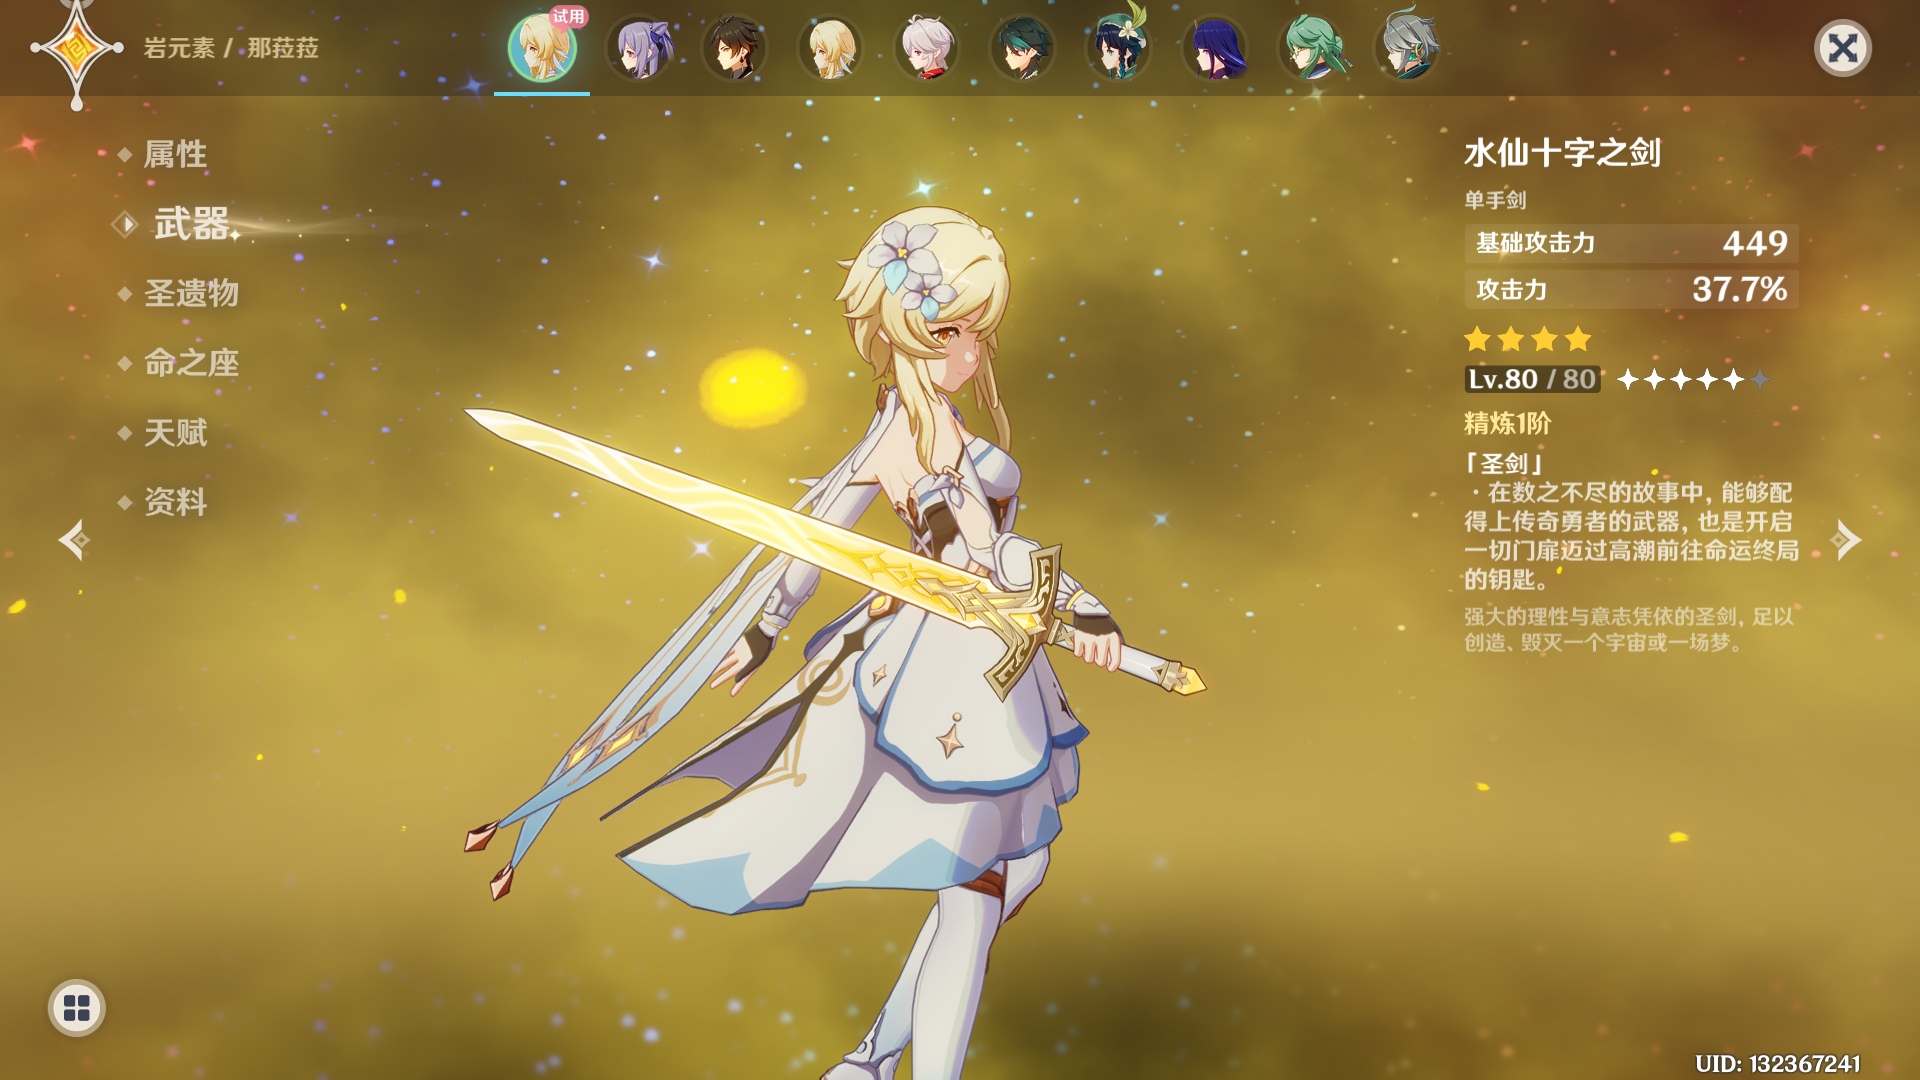 岩元素 / 那菈菈
试用
属性
武器
圣遗物
命之座
天赋
资料
水仙十字之剑
单手剑
基础攻击力 449
攻击力 37.7%
Lv.80 / 80
精炼1阶
「圣剑」
·在数之不尽的故事中, 能够配
得上传奇勇者的武器, 也是开启
一切门扉迈过高潮前往命运终局
的钥匙。
强大的理性与意志凭依的圣剑, 足以
创造、毁灭一个宇宙或一场梦。
UID: 132367241